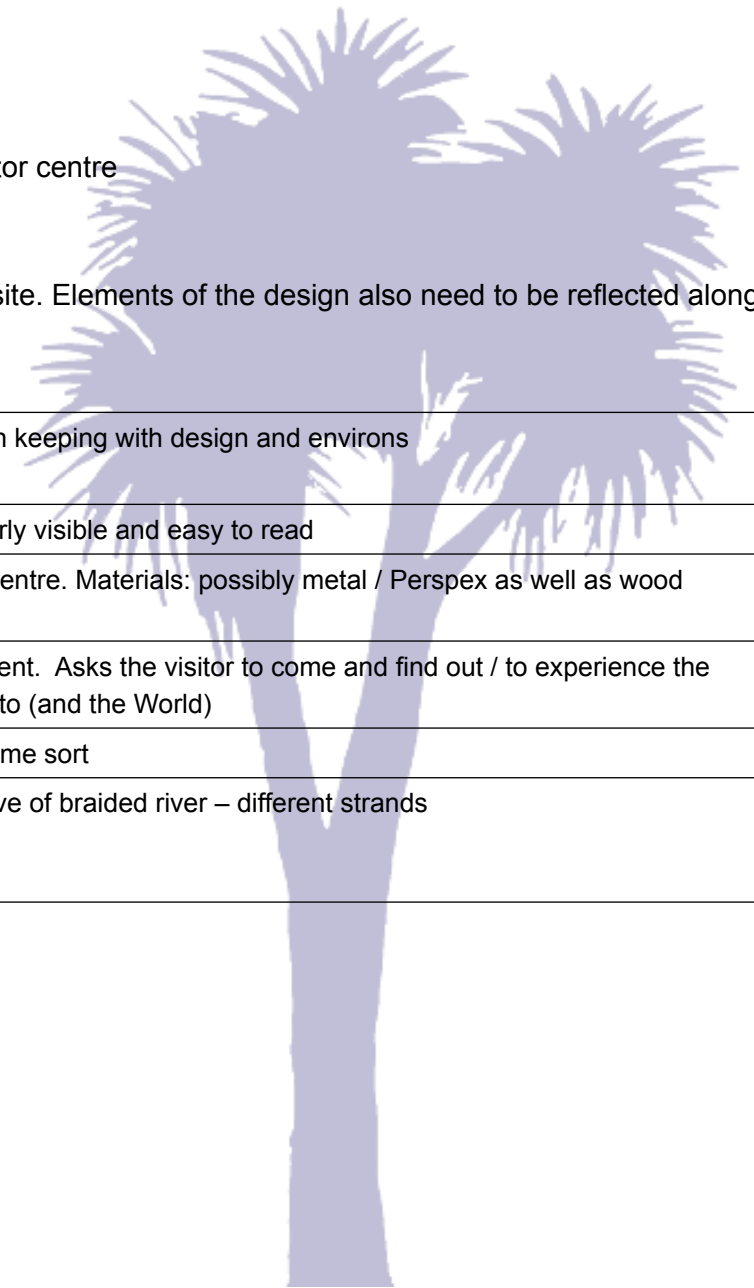 tor centre
site. Elements of the design also need to be reflected along
n keeping with design and environs
rly visible and easy to read
entre. Materials: possibly metal / Perspex as well as wood
ent.  Asks the visitor to come and find out / to experience the
to (and the World)
me sort
ve of braided river – different strands